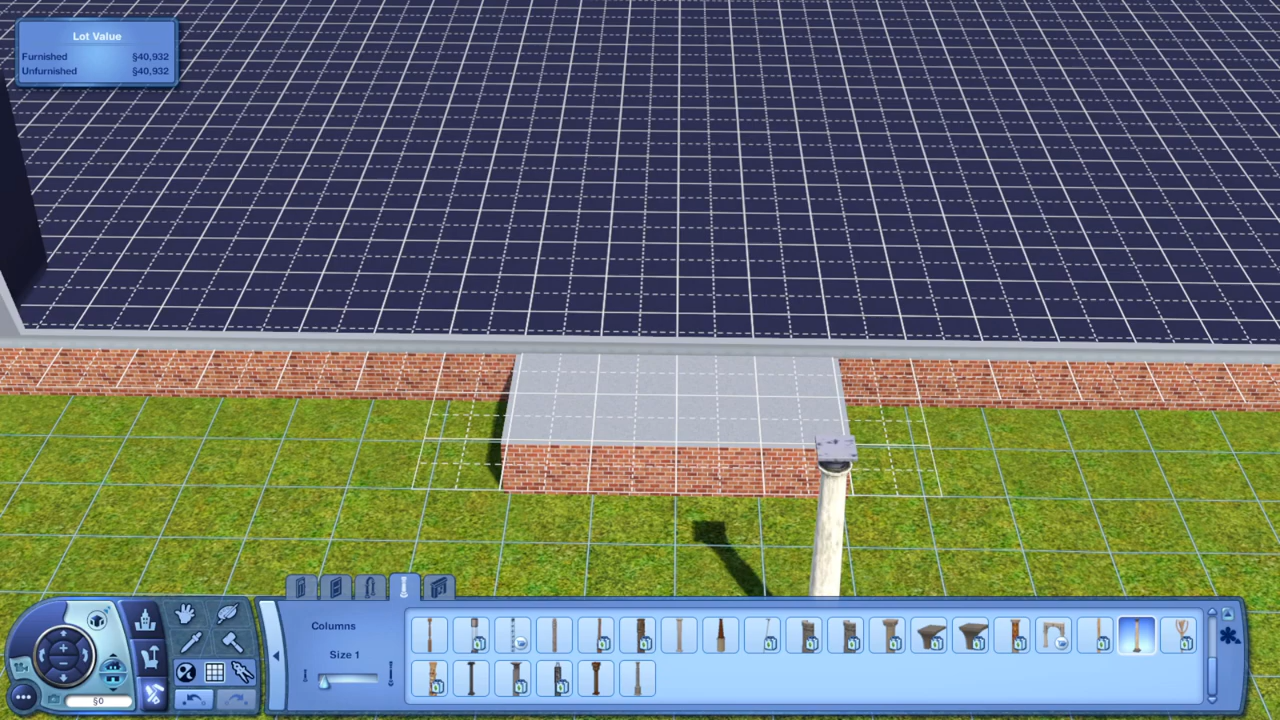 Lot Value
Furnished §40,932
Unfurnished §40,932
Columns
Size 1
§0